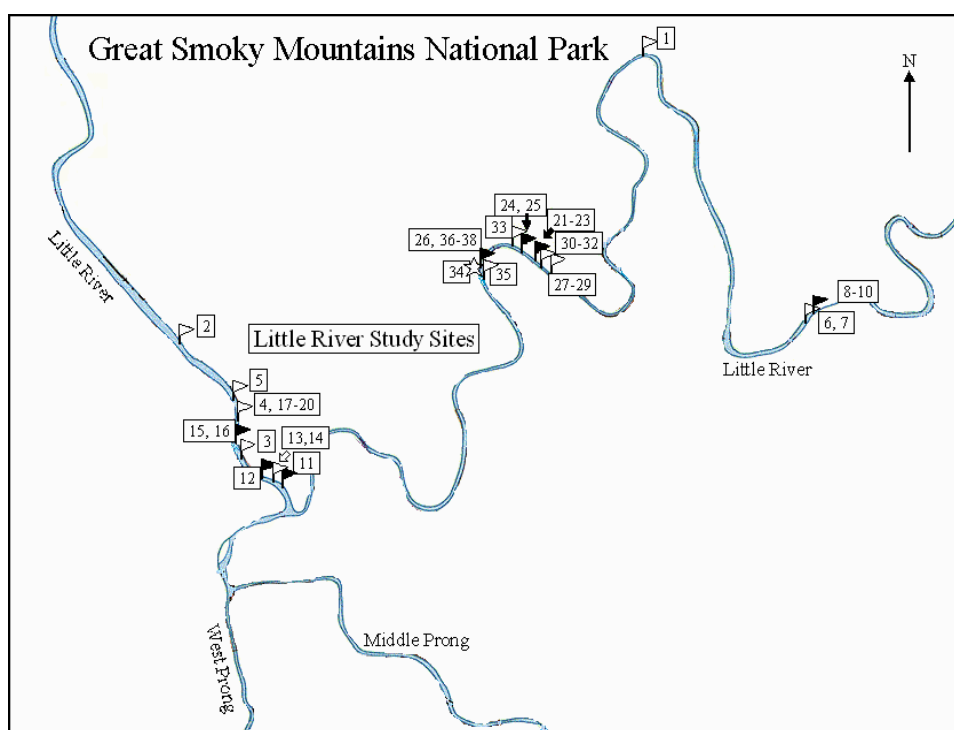 Great Smoky Mountains National Park
1
N
24, 25
33
21-23
26, 36-38
30-32
34
35
27-29
8-10
6, 7
Little River
2
Little River Study Sites
Little River
5
4, 17-20
15, 16
3
13,14
11
12
Middle Prong
West Prong